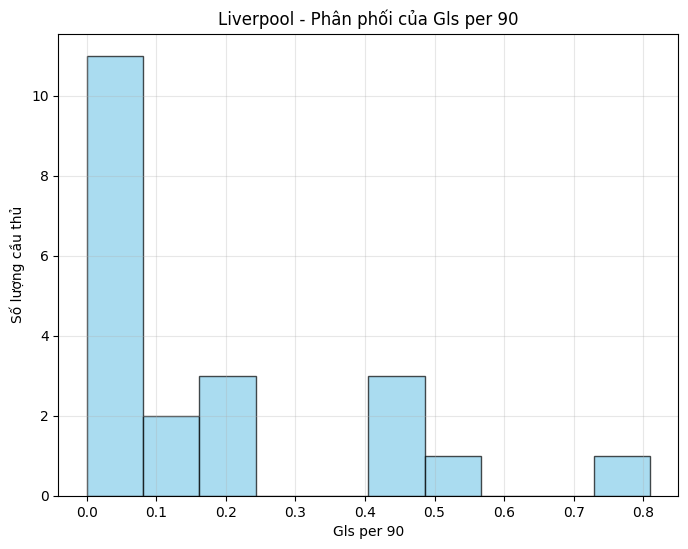 Liverpool - Phân phối của Gls per 90
Số lượng cầu thủ
10
8
6
4
2
0
0.0 0.1 0.2 0.3 0.4 0.5 0.6 0.7 0.8
Gls per 90